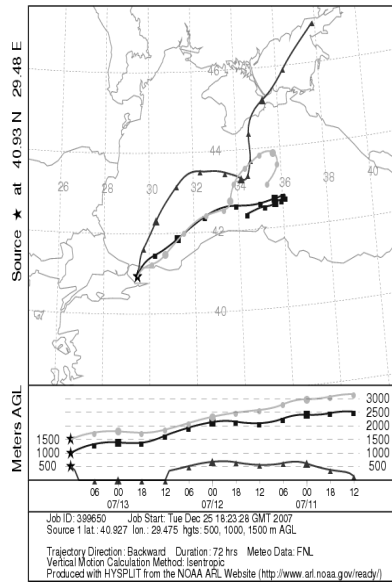 Source ★ at 40.93 N 29.48 E
46
44
26
28
30
32
34
36
42
40
Meters AGL
1500
1000
500
3000
2500
2000
1500
1000
500
06 00 18 12 06 00 18 12 06 00 18 12
07/13 07/12 07/11
Job ID: 399650 Job Start: Tue Dec 25 18:23:28 GMT 2007
Source 1 lat.: 40.927 lon.: 29.475 hgts: 500, 1000, 1500 m AGL
Trajectory Direction: Backward Duration: 72 hrs Meteo Data: FNL
Vertical Motion Calculation Method: Isentropic
Produced with HYSPLIT from the NOAA ARL Website (http://www.arl.noaa.gov/ready/)